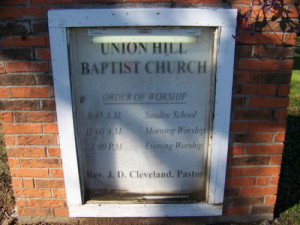 UNION HILL
BAPTIST CHURCH
ORDER OF WORSHIP
9:45 A.M. Sunday School
11:00 A.M. Morning Worship
:00 P.M. Evening Worship
Rev. J. D. Cleveland, Pastor